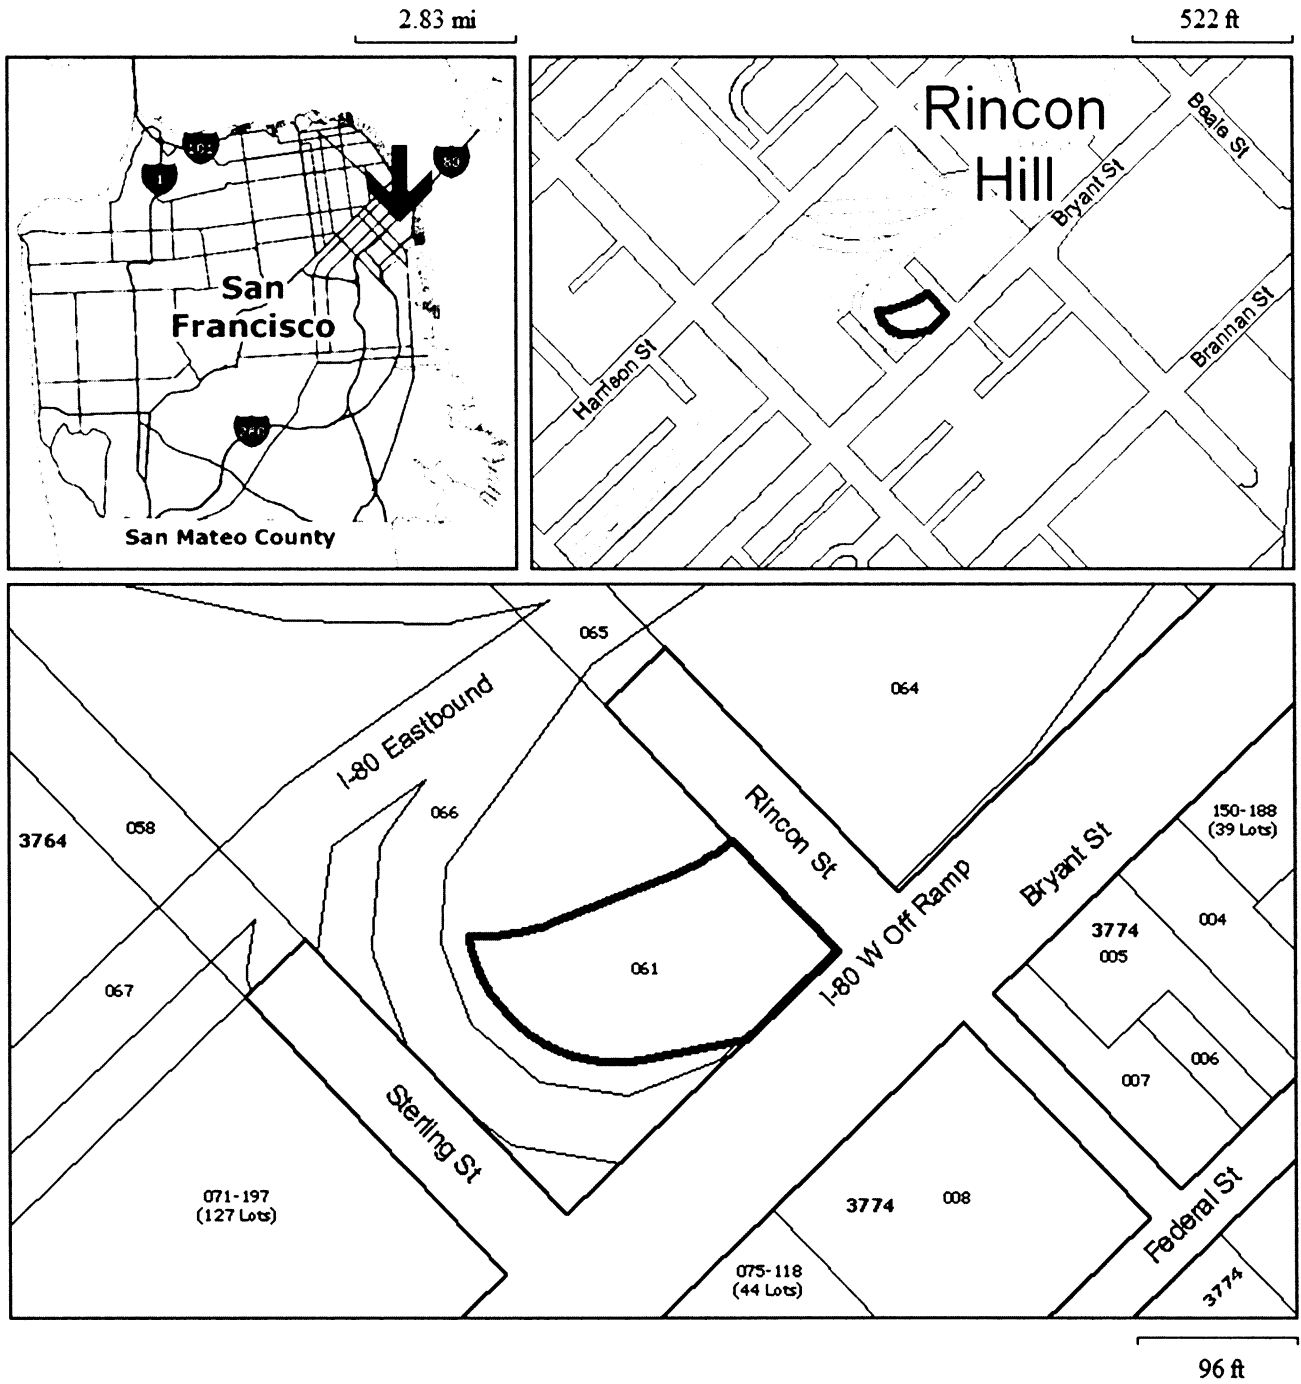 2.83 mi
522 ft
101
1
80
San
Francisco
280
San Mateo County
Rincon
Hill
Beale St
Bryant St
Brannan St
Harrison St
065
064
I-80 Eastbound
066
Rincon St
058
3764
150-188
(39 Lots)
Bryant St
I-80 W Off Ramp
004
3774
005
061
067
006
007
Sterling St
071-197
(127 Lots)
3774
008
Federal St
075-118
(44 Lots)
3774
96 ft